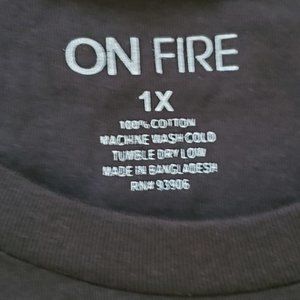 ON FIRE
1X
100% COTTON
MACHINE WASH COLD
TUMBLE DRY LOW
MADE IN BANGLADESH
RN# 93906